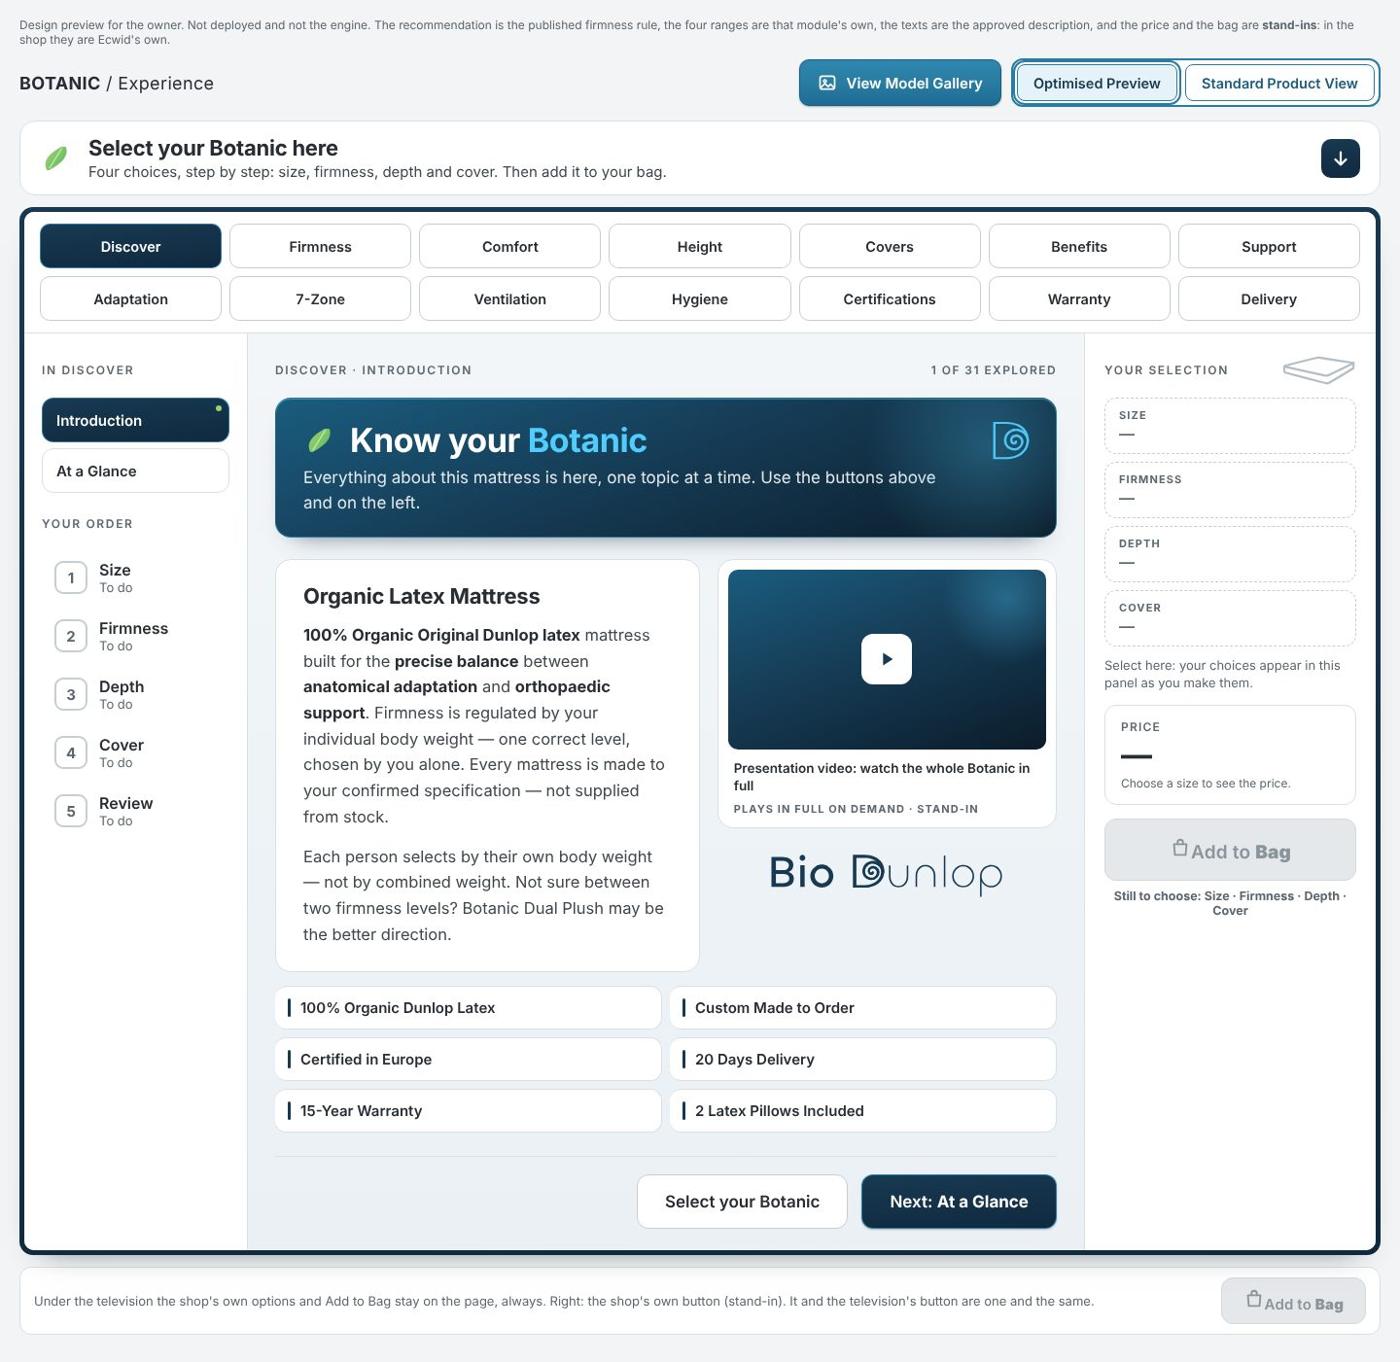 Design preview for the owner. Not deployed and not the engine. The recommendation is the published firmness rule, the four ranges are that module's own, the texts are the approved description, and the price and the bag are stand-ins: in the
shop they are Ecwid's own.
BOTANIC / Experience
View Model Gallery
Optimised Preview
Standard Product View
Select your Botanic here
Four choices, step by step: size, firmness, depth and cover. Then add it to your bag.
Discover
Firmness
Comfort
Height
Covers
Benefits
Support
Adaptation
7-Zone
Ventilation
Hygiene
Certifications
Warranty
Delivery
IN DISCOVER
Introduction
At a Glance
YOUR ORDER
1
Size
To do
2
Firmness
To do
3
Depth
To do
4
Cover
To do
5
Review
To do
DISCOVER · INTRODUCTION
1 OF 31 EXPLORED
Know your Botanic
Everything about this mattress is here, one topic at a time. Use the buttons above
and on the left.
Organic Latex Mattress
100% Organic Original Dunlop latex mattress
built for the precise balance between
anatomical adaptation and orthopaedic
support. Firmness is regulated by your
individual body weight — one correct level,
chosen by you alone. Every mattress is made to
your confirmed specification — not supplied
from stock.
Each person selects by their own body weight
— not by combined weight. Not sure between
two firmness levels? Botanic Dual Plush may be
the better direction.
Presentation video: watch the whole Botanic in
full
PLAYS IN FULL ON DEMAND · STAND-IN
Bio Dunlop
100% Organic Dunlop Latex
Custom Made to Order
Certified in Europe
20 Days Delivery
15-Year Warranty
2 Latex Pillows Included
Select your Botanic
Next: At a Glance
YOUR SELECTION
SIZE
—
FIRMNESS
—
DEPTH
—
COVER
—
Select here: your choices appear in this
panel as you make them.
PRICE
—
Choose a size to see the price.
Add to Bag
Still to choose: Size · Firmness · Depth ·
Cover
Under the television the shop's own options and Add to Bag stay on the page, always. Right: the shop's own button (stand-in). It and the television's button are one and the same.
Add to Bag